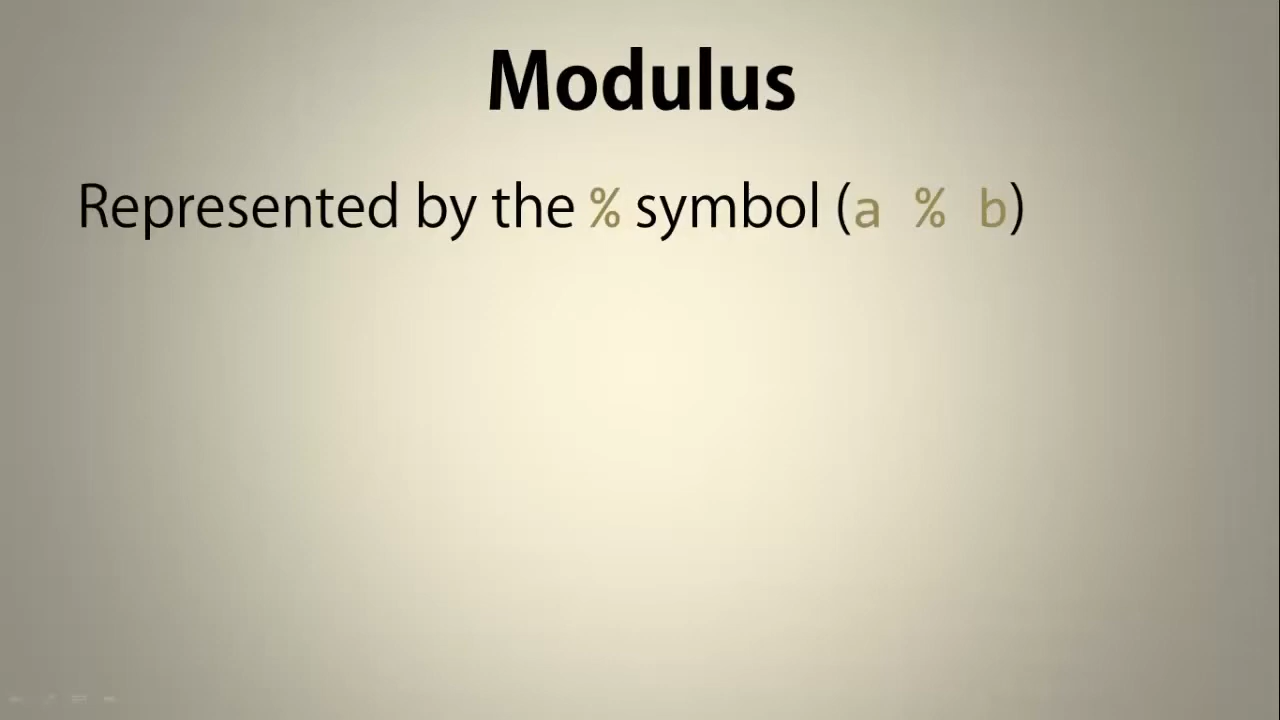 Modulus
Represented by the % symbol (a % b)